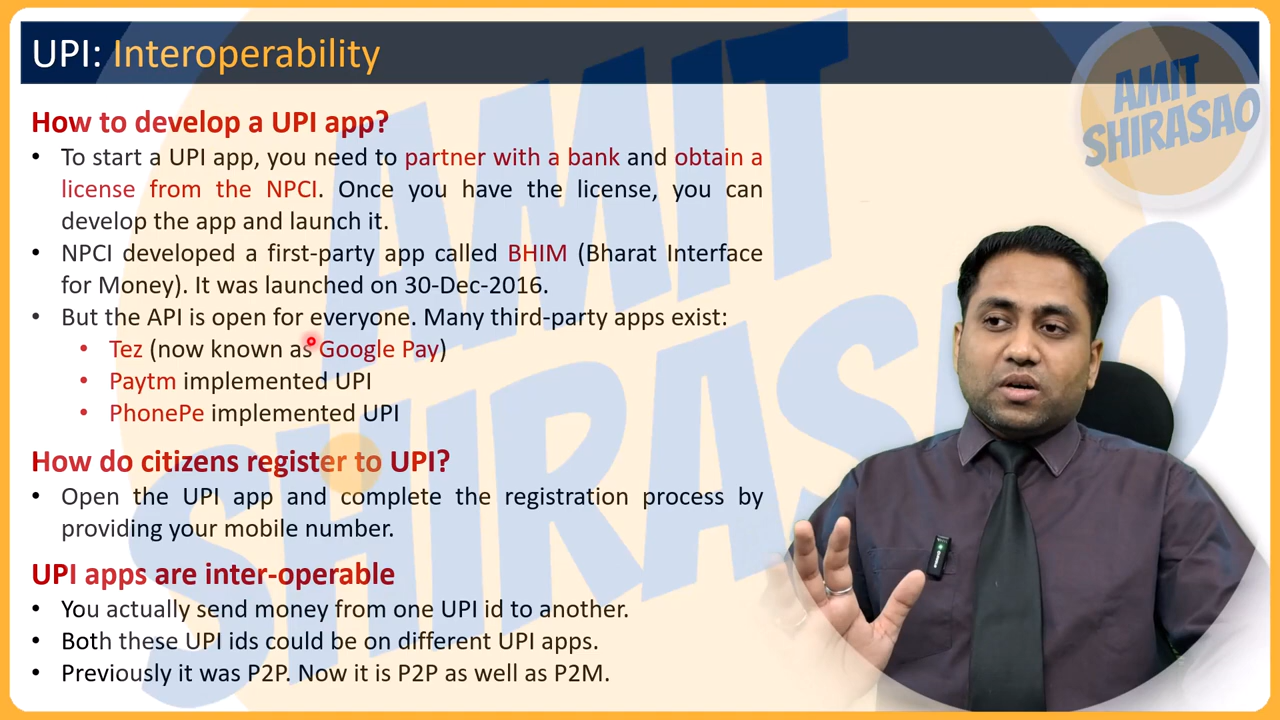 UPI: Interoperability
AMIT
SHIRASAO
How to develop a UPI app?
• To start a UPI app, you need to partner with a bank and obtain a
license from the NPCI. Once you have the license, you can
develop the app and launch it.
• NPCI developed a first-party app called BHIM (Bharat Interface
for Money). It was launched on 30-Dec-2016.
• But the API is open for everyone. Many third-party apps exist:
• Tez (now known as Google Pay)
• Paytm implemented UPI
• PhonePe implemented UPI
How do citizens register to UPI?
• Open the UPI app and complete the registration process by
providing your mobile number.
UPI apps are inter-operable
• You actually send money from one UPI id to another.
• Both these UPI ids could be on different UPI apps.
• Previously it was P2P. Now it is P2P as well as P2M.
AMIT
SHIRASAO